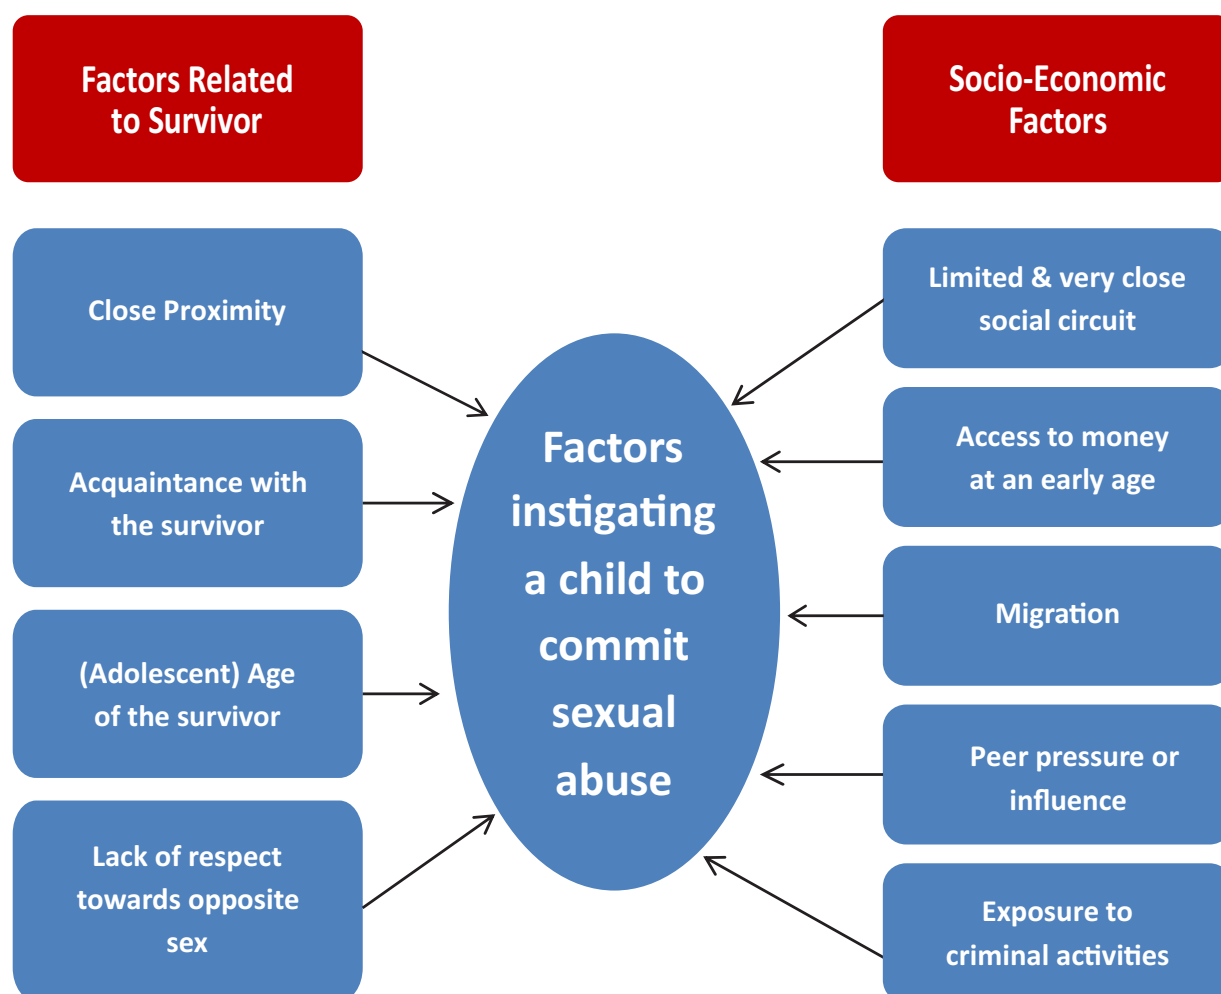 Factors Related
to Survivor
Close Proximity
Acquaintance with
the survivor
(Adolescent) Age
of the survivor
Lack of respect
towards opposite
sex
Factors
instigating
a child to
commit
sexual
abuse
Socio-Economic
Factors
Limited & very close
social circuit
Access to money
at an early age
Migration
Peer pressure or
influence
Exposure to
criminal activities